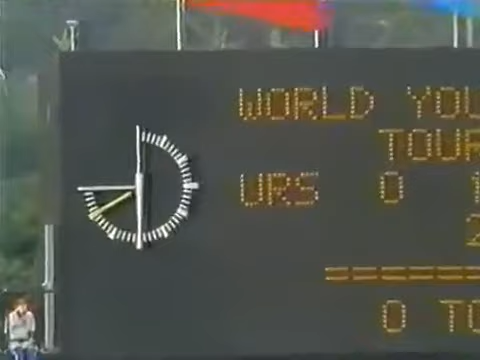 WORLD YOU
TOUR
URS 0 1
2
==========
0 TO